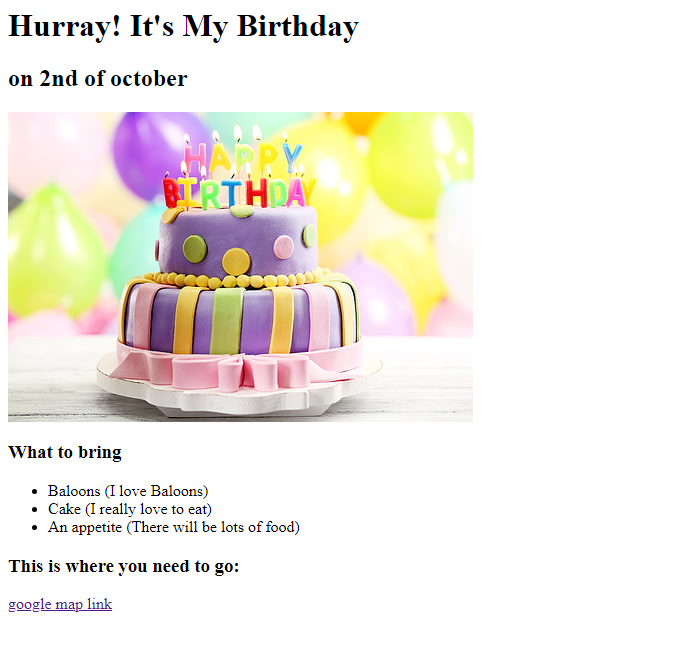 Hurray! It's My Birthday
on 2nd of october
HAPPY
BIRTHDAY
What to bring
Baloons (I love Baloons)
Cake (I really love to eat)
An appetite (There will be lots of food)
This is where you need to go:
google map link